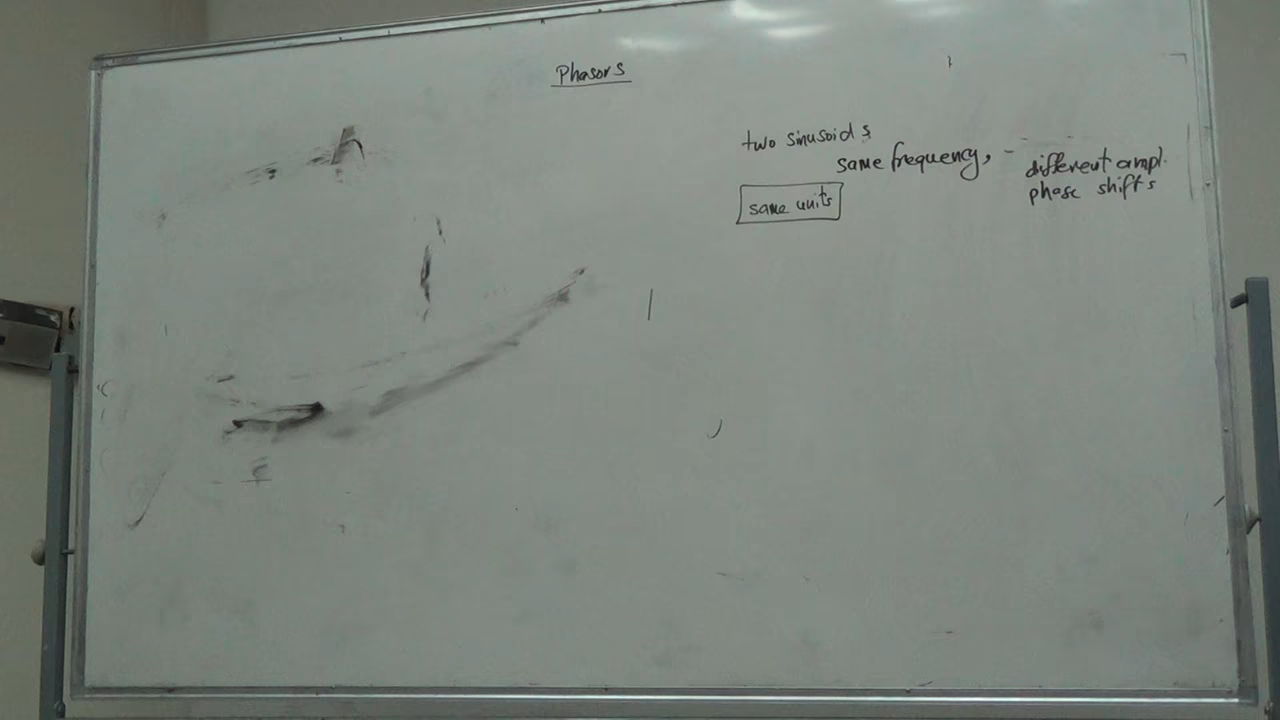 Phasors
two sinusoids
same frequency, -
different ampl.
phase shifts
same units